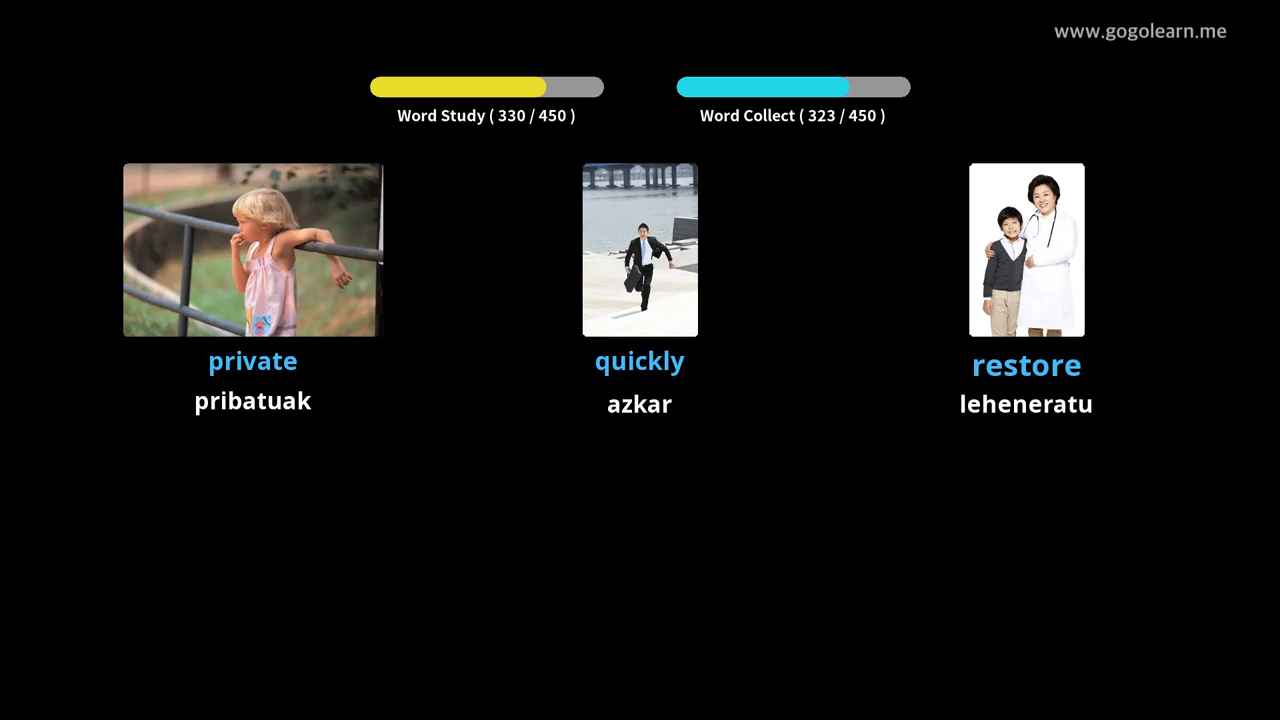 www.gogolearn.me
Word Study ( 330 / 450 )
Word Collect ( 323 / 450 )
private
quickly
restore
pribatuak
azkar
leheneratu